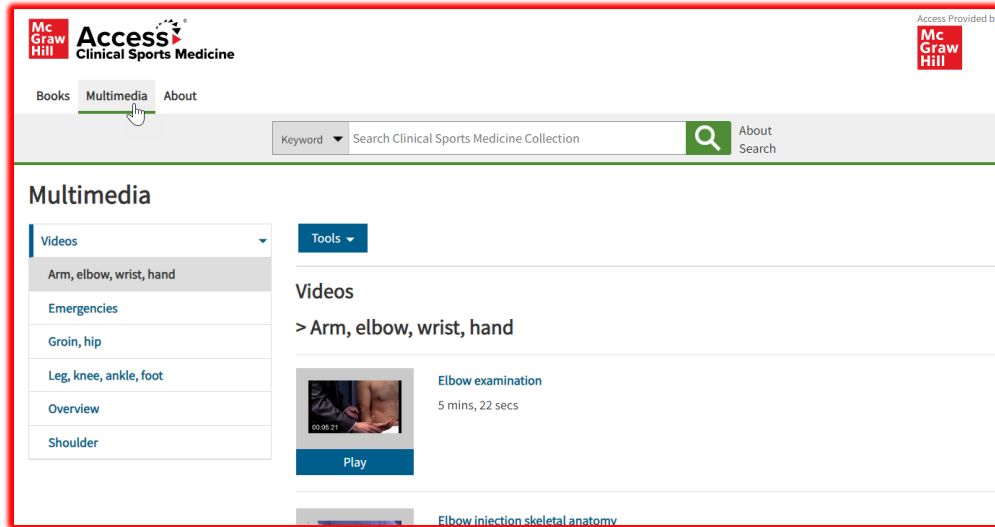 Mc
Graw
Hill
Access®
Clinical Sports Medicine
Access Provided b
Mc
Graw
Hill
Books Multimedia About
Keyword Search Clinical Sports Medicine Collection
About
Search
Multimedia
Videos
Arm, elbow, wrist, hand
Emergencies
Groin, hip
Leg, knee, ankle, foot
Overview
Shoulder
Tools
Videos
> Arm, elbow, wrist, hand
00:05:21
Play
Elbow examination
5 mins, 22 secs
Elbow injection skeletal anatomy